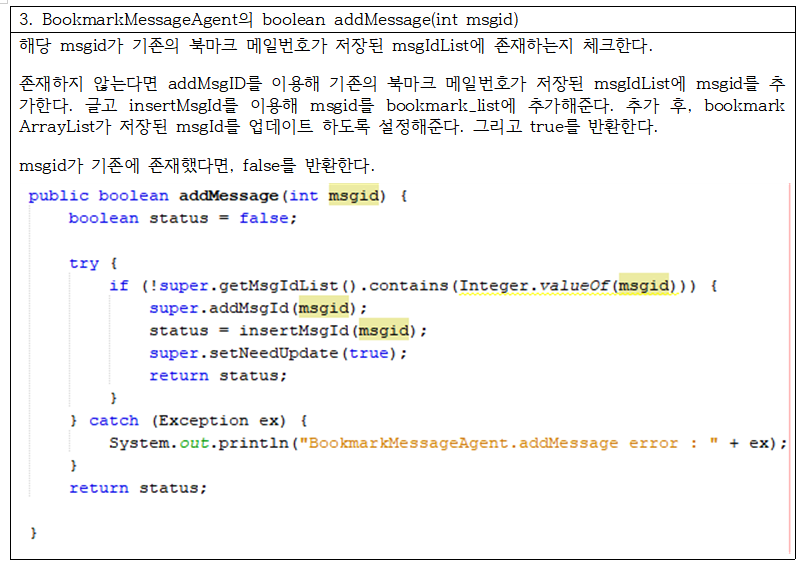 3. BookmarkMessageAgent의 boolean addMessage(int msgid)
해당 msgid가 기존의 북마크 메일번호가 저장된 msgIdList에 존재하는지 체크한다.
존재하지 않는다면 addMsgID를 이용해 기존의 북마크 메일번호가 저장된 msgIdList에 msgid를 추
가한다. 글고 insertMsgId를 이용해 msgid를 bookmark_list에 추가해준다. 추가 후, bookmark
ArrayList가 저장된 msgId를 업데이트 하도록 설정해준다. 그리고 true를 반환한다.
msgid가 기존에 존재했다면, false를 반환한다.
public boolean addMessage(int msgid) {
    boolean status = false;
    try {
        if (!super.getMsgIdList().contains(Integer.valueOf(msgid))) {
            super.addMsgId(msgid);
            status = insertMsgId(msgid);
            super.setNeedUpdate(true);
            return status;
        }
    } catch (Exception ex) {
        System.out.println("BookmarkMessageAgent.addMessage error : " + ex);
    }
    return status;
}